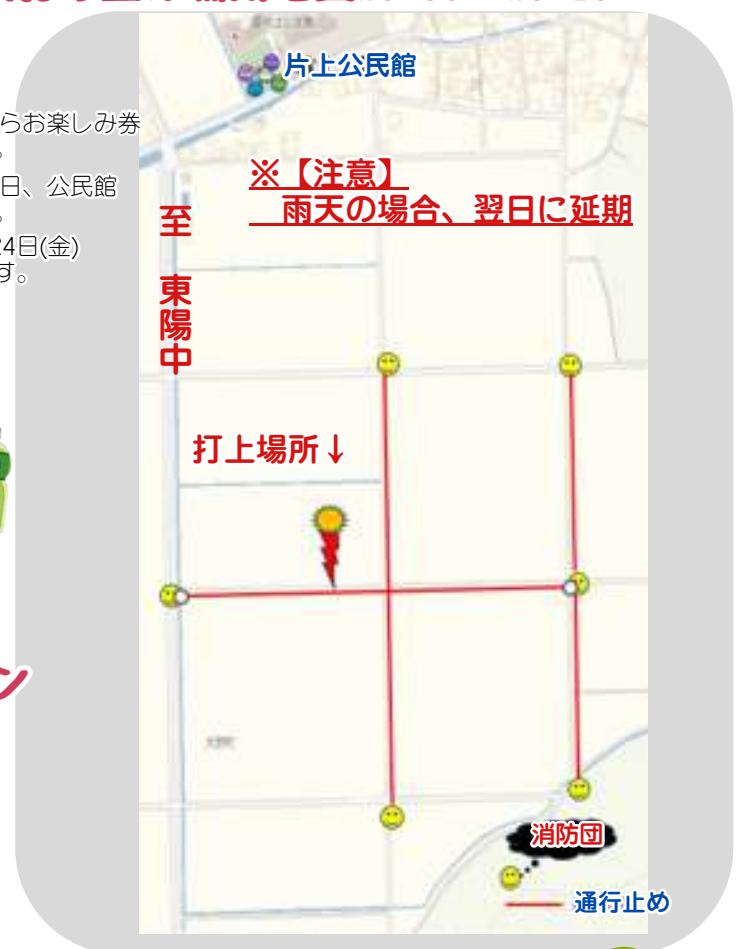 片上公民館
らお楽しみ券
。
日、公民館
。
24日(金)
す。
※【注意】
雨天の場合、翌日に延期
至 東陽中
打上場所↓
ン
消防団
通行止め